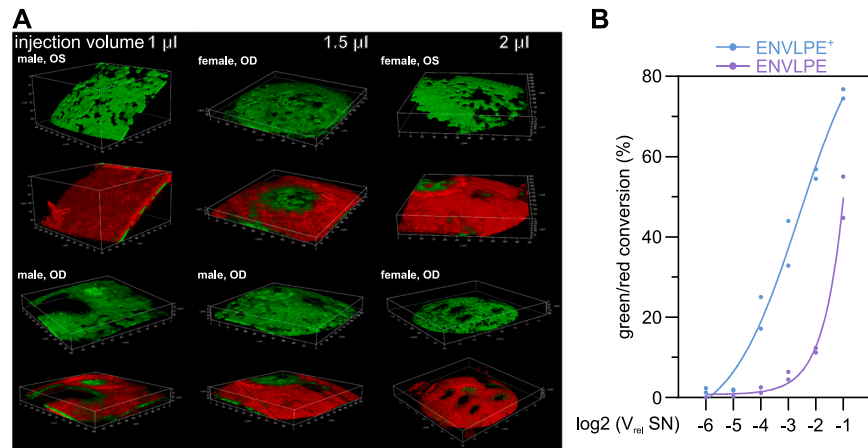 A
injection volume 1 µl 1.5 µl 2 µl
male, OS female, OD female, OS
male, OD male, OD female, OD
B
ENVLPE⁺
ENVLPE
green/red conversion (%)
80
60
40
20
0
log2 (Vrel SN) -6 -5 -4 -3 -2 -1